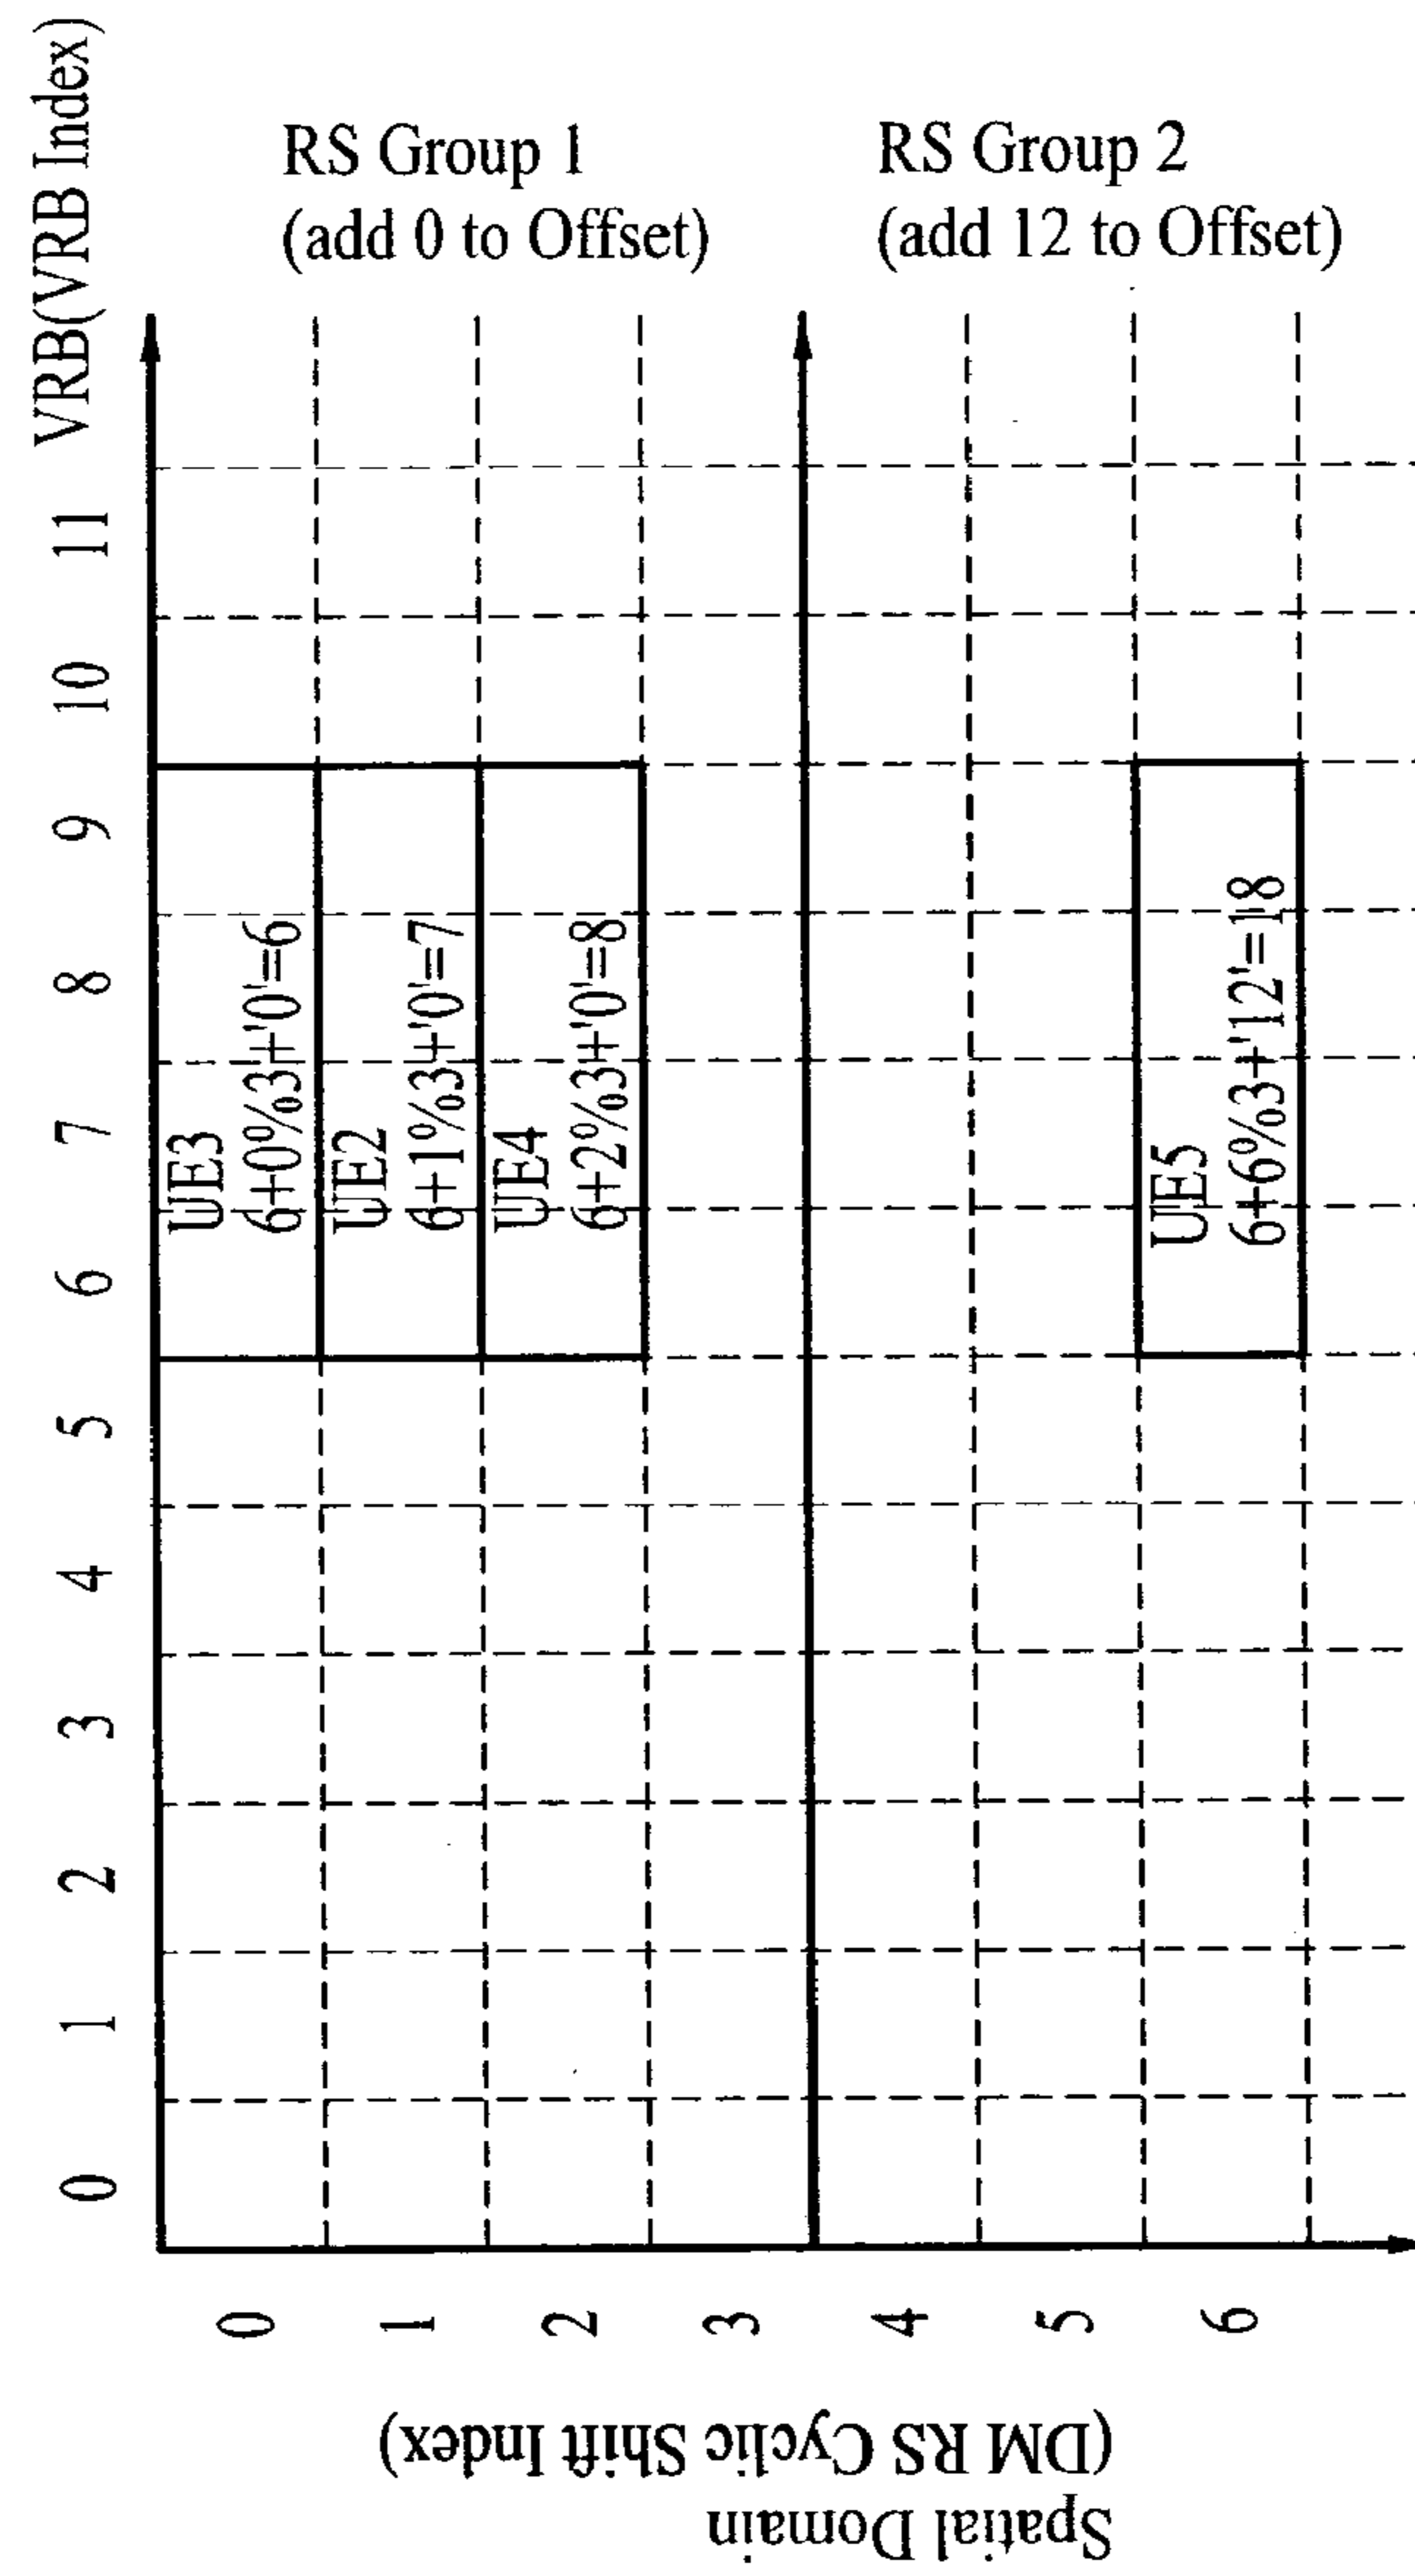 0 1 2 3 4 5 6 7 8 9 10 11 VRB(VRB Index)
RS Group 1
(add 0 to Offset)
RS Group 2
(add 12 to Offset)
UE3
6+0%3+'0'=6
UE2
6+1%3+'0'=7
UE4
6+2%3+'0'=8
UE5
6+6%3+'12'=18
0
1
2
3
4
5
6
Spatial Domain
(DM RS Cyclic Shift Index)